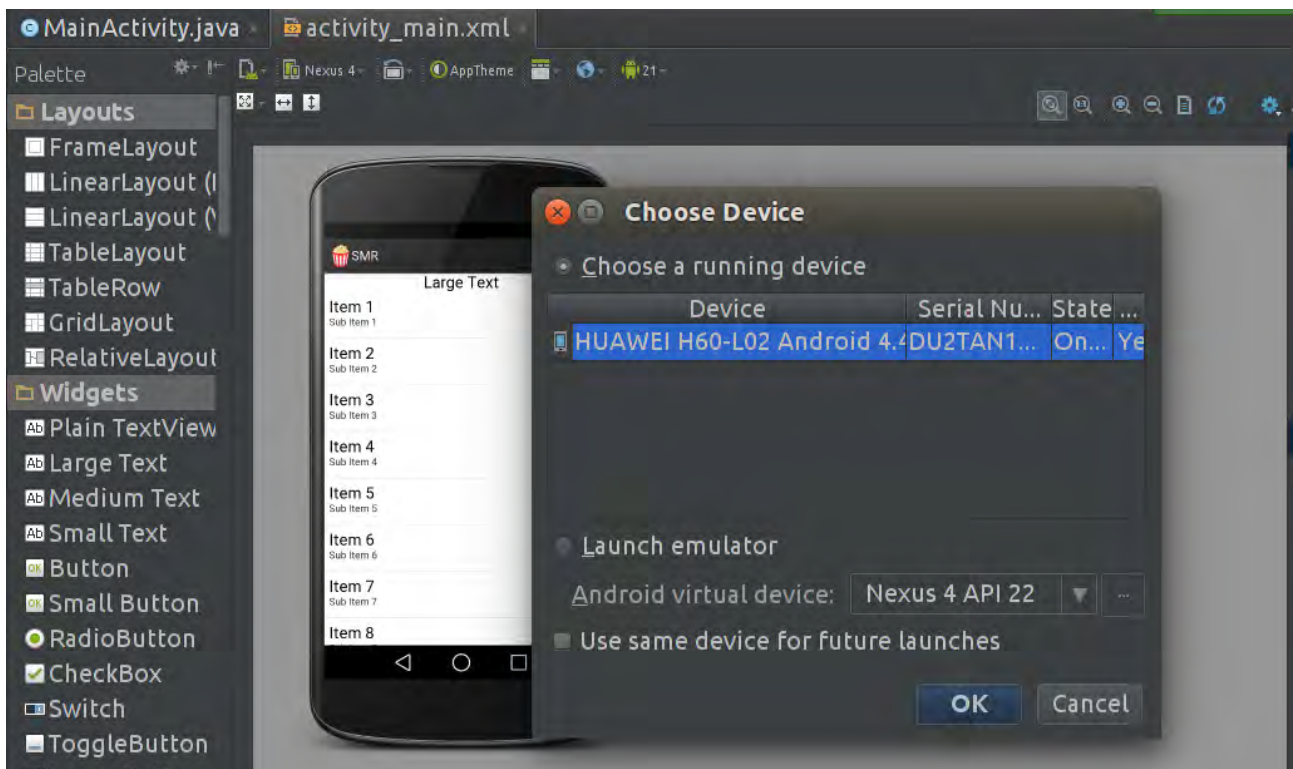 MainActivity.java
activity_main.xml
Palette
Nexus 4
AppTheme
21
Layouts
FrameLayout
LinearLayout (
LinearLayout (
TableLayout
TableRow
GridLayout
RelativeLayout
Widgets
Plain TextView
Large Text
Medium Text
Small Text
Button
Small Button
RadioButton
CheckBox
Switch
ToggleButton
SMR
Large Text
Item 1
Sub Item 1
Item 2
Sub Item 2
Item 3
Sub Item 3
Item 4
Sub Item 4
Item 5
Sub Item 5
Item 6
Sub Item 6
Item 7
Sub Item 7
Item 8
Choose Device
Choose a running device
Device Serial Nu... State ...
HUAWEI H60-L02 Android 4.4 DU2TAN1... On... Ye
Launch emulator
Android virtual device: Nexus 4 API 22 ...
Use same device for future launches
OK Cancel